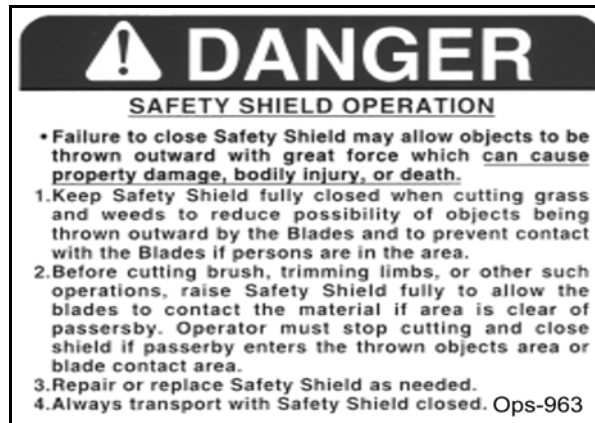 DANGER
SAFETY SHIELD OPERATION
• Failure to close Safety Shield may allow objects to be
thrown outward with great force which can cause
property damage, bodily injury, or death.
1.Keep Safety Shield fully closed when cutting grass
and weeds to reduce possibility of objects being
thrown outward by the Blades and to prevent contact
with the Blades if persons are in the area.
2.Before cutting brush, trimming limbs, or other such
operations, raise Safety Shield fully to allow the
blades to contact the material if area is clear of
passersby. Operator must stop cutting and close
shield if passerby enters the thrown objects area or
blade contact area.
3.Repair or replace Safety Shield as needed.
4.Always transport with Safety Shield closed. Ops-963